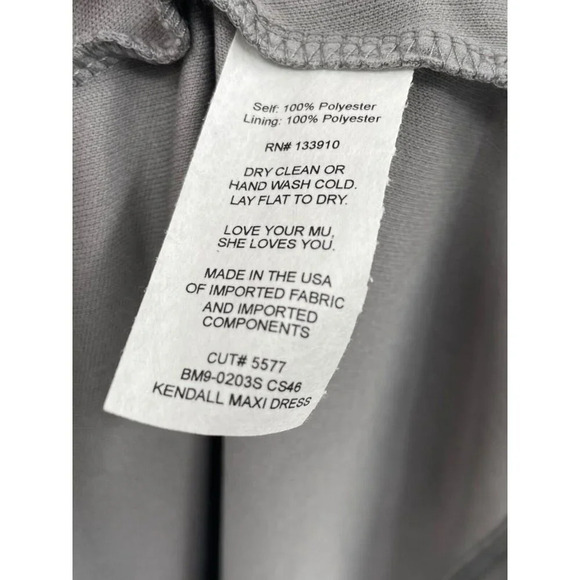 Self: 100% Polyester
Lining: 100% Polyester
RN# 133910
DRY CLEAN OR
HAND WASH COLD.
LAY FLAT TO DRY.
LOVE YOUR MU,
SHE LOVES YOU.
MADE IN THE USA
OF IMPORTED FABRIC
AND IMPORTED
COMPONENTS
CUT# 5577
BM9-0203S CS46
KENDALL MAXI DRESS